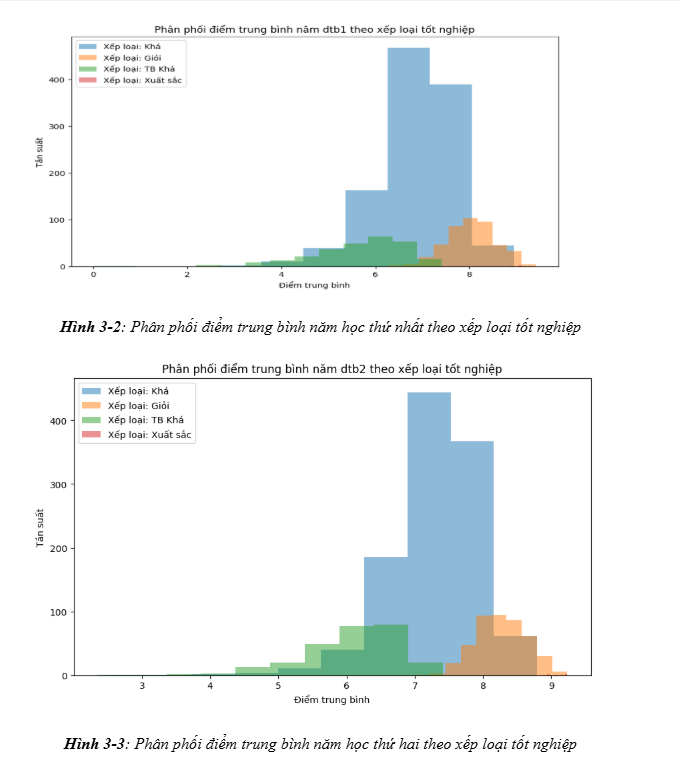 Phân phối điểm trung bình năm dtb1 theo xếp loại tốt nghiệp
Xếp loại: Khá
Xếp loại: Giỏi
Xếp loại: TB Khá
Xếp loại: Xuất sắc
400
300
200
100
0
Tần suất
0 2 4 6 8
Điểm trung bình
Hình 3-2: Phân phối điểm trung bình năm học thứ nhất theo xếp loại tốt nghiệp
Phân phối điểm trung bình năm dtb2 theo xếp loại tốt nghiệp
Xếp loại: Khá
Xếp loại: Giỏi
Xếp loại: TB Khá
Xếp loại: Xuất sắc
400
300
200
100
0
Tần suất
3 4 5 6 7 8 9
Điểm trung bình
Hình 3-3: Phân phối điểm trung bình năm học thứ hai theo xếp loại tốt nghiệp